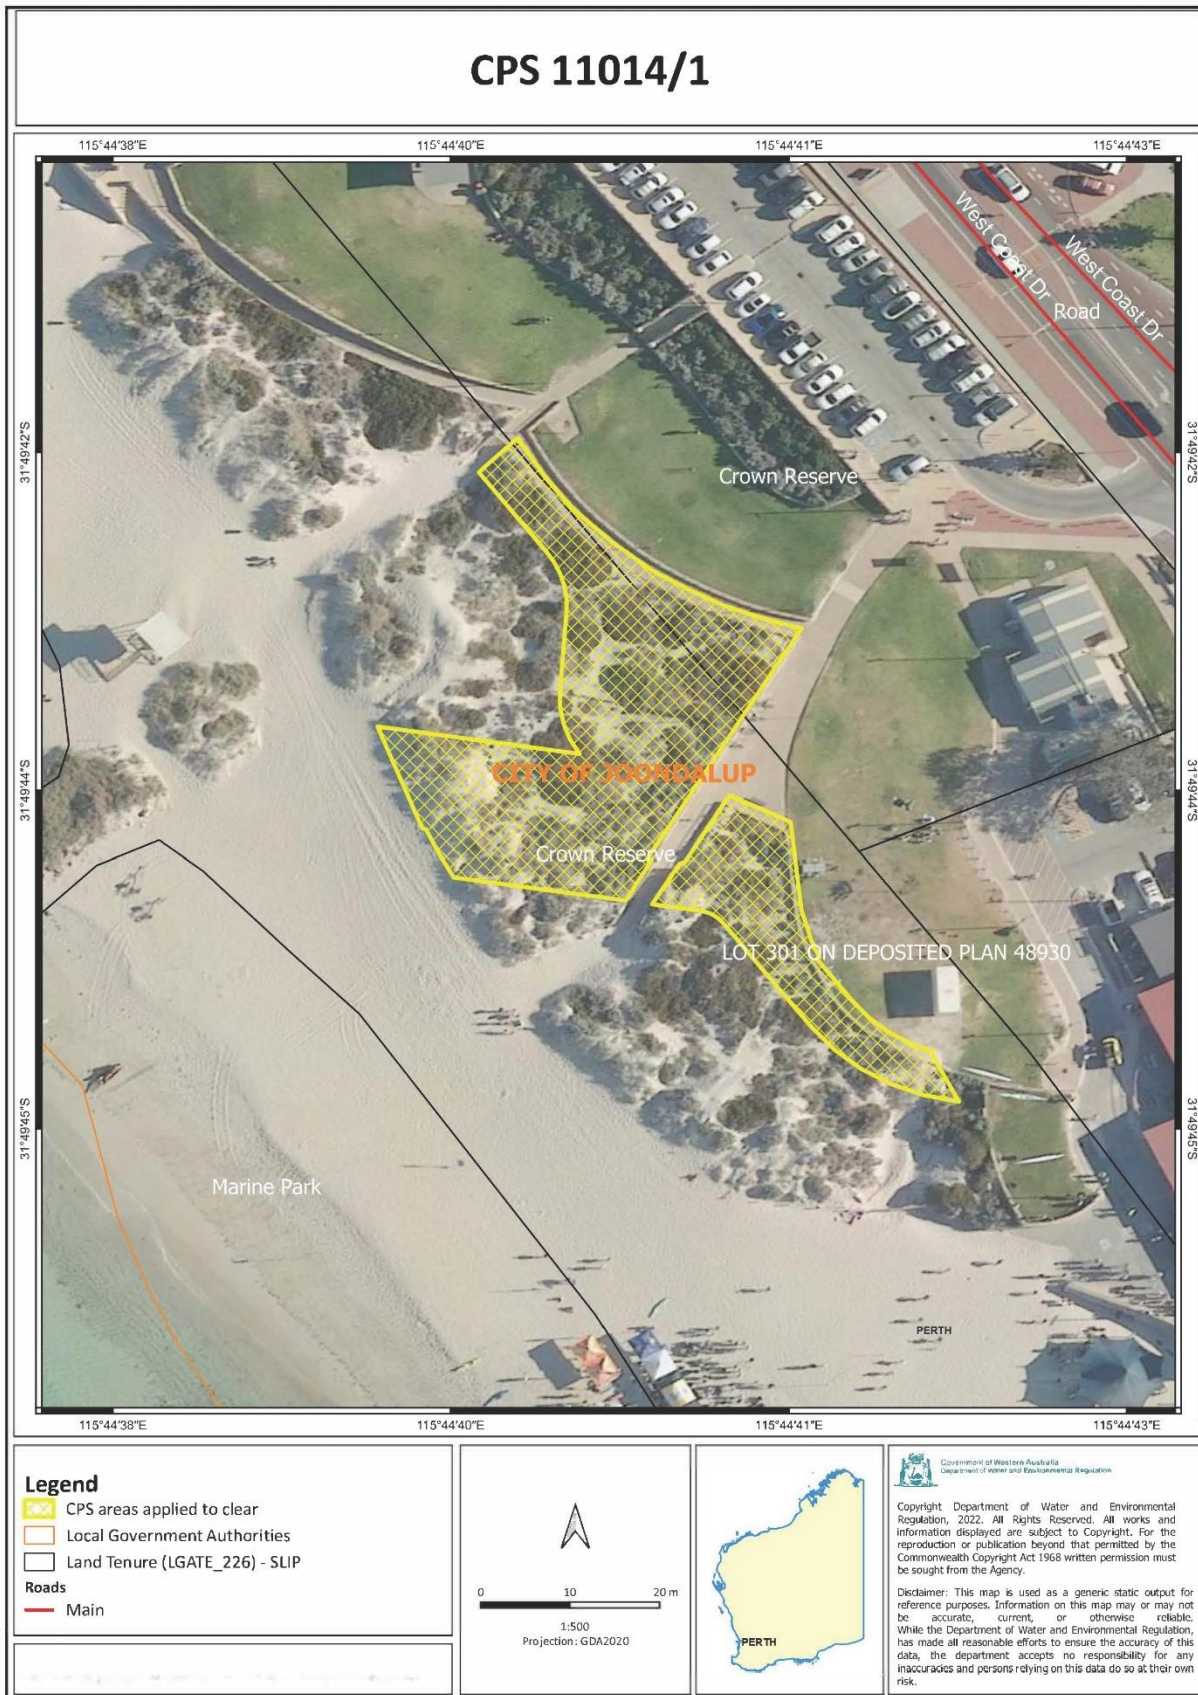 CPS 11014/1
115°44'38"E
115°44'40"E
115°44'41"E
115°44'43"E
West Coast Dr
West Coast Dr
Road
31°49'42"S
31°49'42"S
Crown Reserve
CITY OF JOONDALUP
31°49'44"S
31°49'44"S
Crown Reserve
LOT 301 ON DEPOSITED PLAN 48930
31°49'45"S
31°49'45"S
Marine Park
PERTH
115°44'38"E
115°44'40"E
115°44'41"E
115°44'43"E
Legend
CPS areas applied to clear
Local Government Authorities
Land Tenure (LGATE_226) - SLIP
Roads
Main
0 10 20 m
1:500
Projection: GDA2020
PERTH
Government of Western Australia
Department of Water and Environmental Regulation
Copyright Department of Water and Environmental
Regulation, 2022. All Rights Reserved. All works and
information displayed are subject to Copyright. For the
reproduction or publication beyond that permitted by the
Commonwealth Copyright Act 1968 written permission must
be sought from the Agency.
Disclaimer: This map is used as a generic static output for
reference purposes. Information on this map may or may not
be accurate, current, or otherwise reliable.
While the Department of Water and Environmental Regulation,
has made all reasonable efforts to ensure the accuracy of this
data, the department accepts no responsibility for any
inaccuracies and persons relying on this data do so at their own
risk.